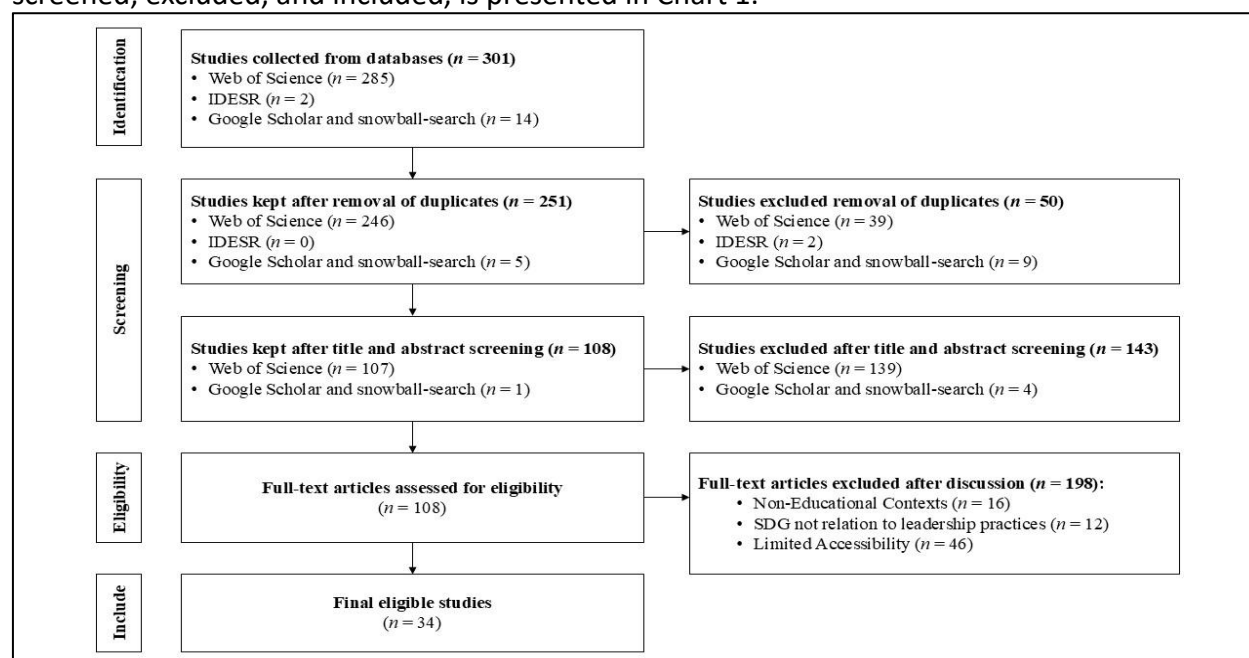 screened, excluded, and included, is presented in Chart 1.
Identification
Studies collected from databases (n = 301)
• Web of Science (n = 285)
• IDESR (n = 2)
• Google Scholar and snowball-search (n = 14)
Screening
Studies kept after removal of duplicates (n = 251)
• Web of Science (n = 246)
• IDESR (n = 0)
• Google Scholar and snowball-search (n = 5)
Studies excluded removal of duplicates (n = 50)
• Web of Science (n = 39)
• IDESR (n = 2)
• Google Scholar and snowball-search (n = 9)
Studies kept after title and abstract screening (n = 108)
• Web of Science (n = 107)
• Google Scholar and snowball-search (n = 1)
Studies excluded after title and abstract screening (n = 143)
• Web of Science (n = 139)
• Google Scholar and snowball-search (n = 4)
Eligibility
Full-text articles assessed for eligibility
(n = 108)
Full-text articles excluded after discussion (n = 198):
• Non-Educational Contexts (n = 16)
• SDG not relation to leadership practices (n = 12)
• Limited Accessibility (n = 46)
Include
Final eligible studies
(n = 34)